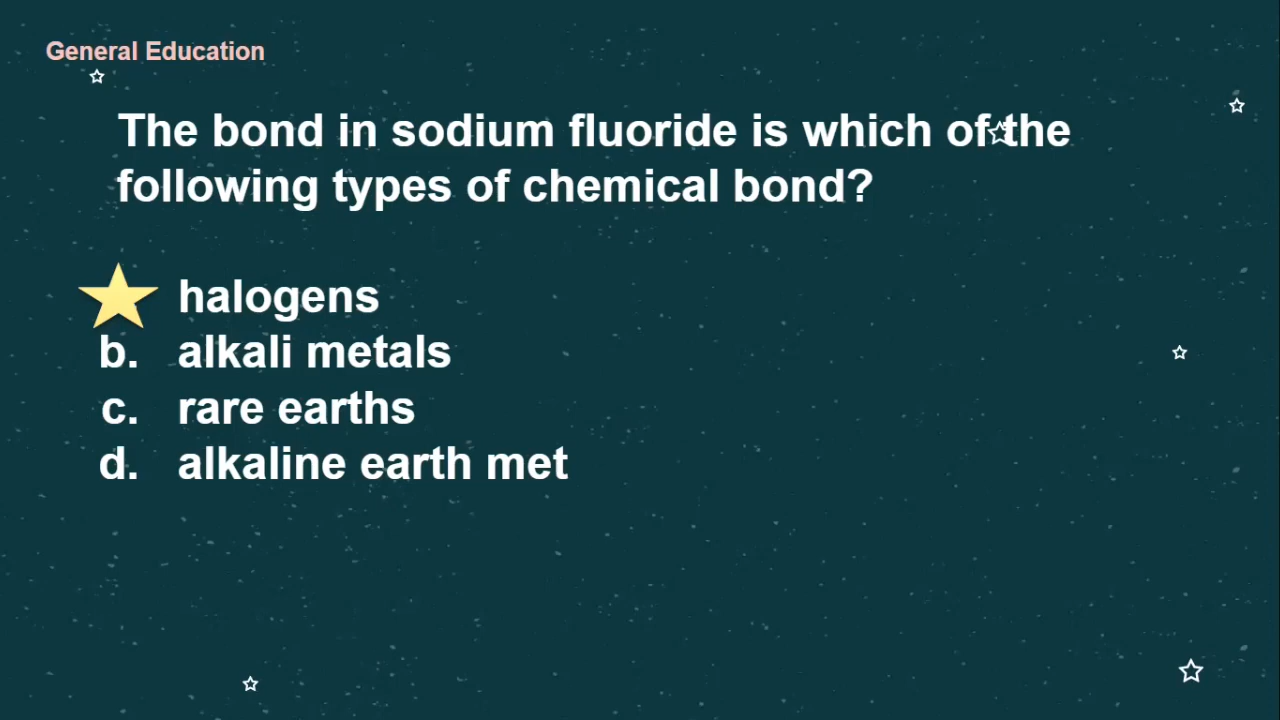 General Education
The bond in sodium fluoride is which of the
following types of chemical bond?
halogens
b. alkali metals
c. rare earths
d. alkaline earth met